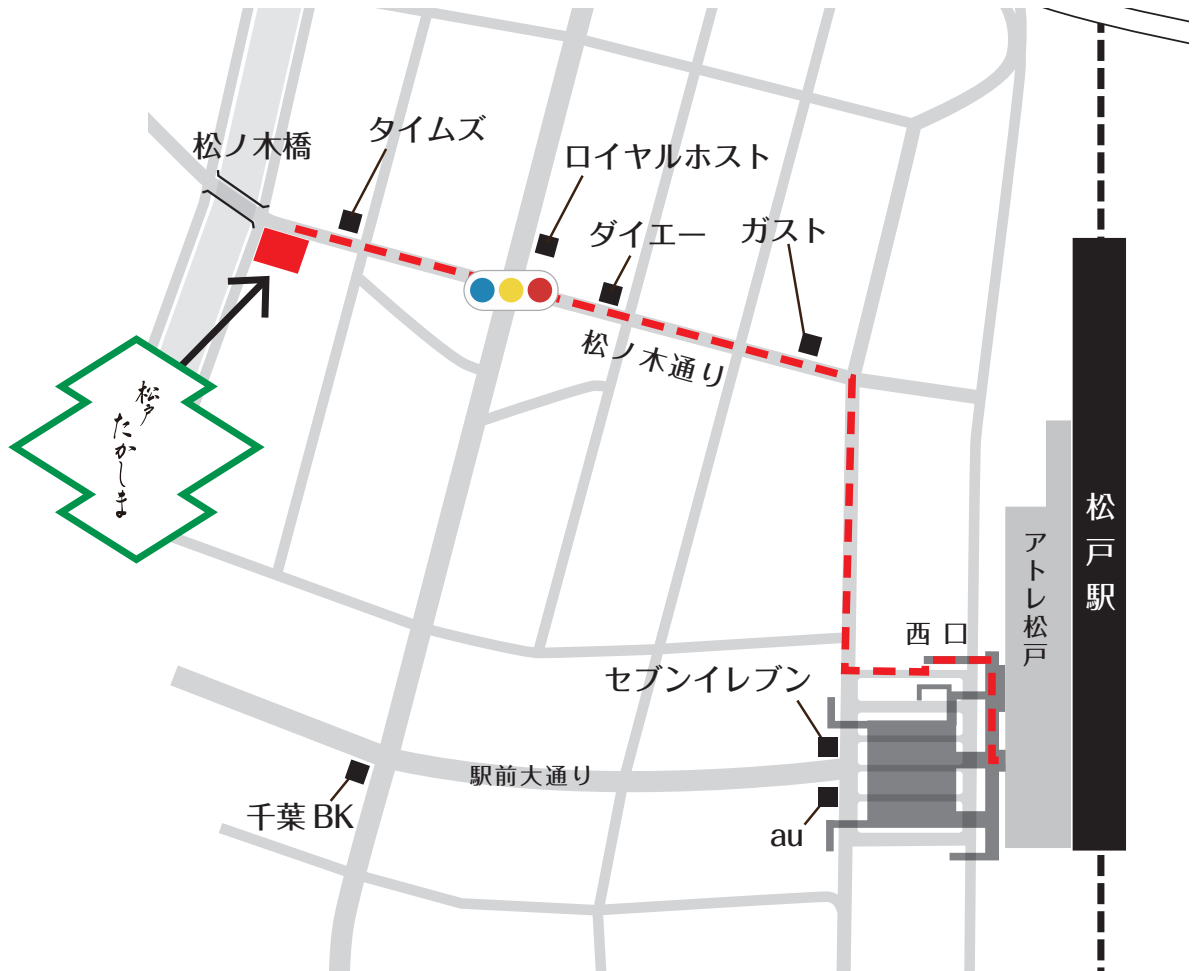 松ノ木橋
タイムズ
ロイヤルホスト
ダイエー
ガスト
松ノ木通り
松戸
たかしま
松戸駅
アトレ松戸
西口
セブンイレブン
駅前大通り
千葉BK
au